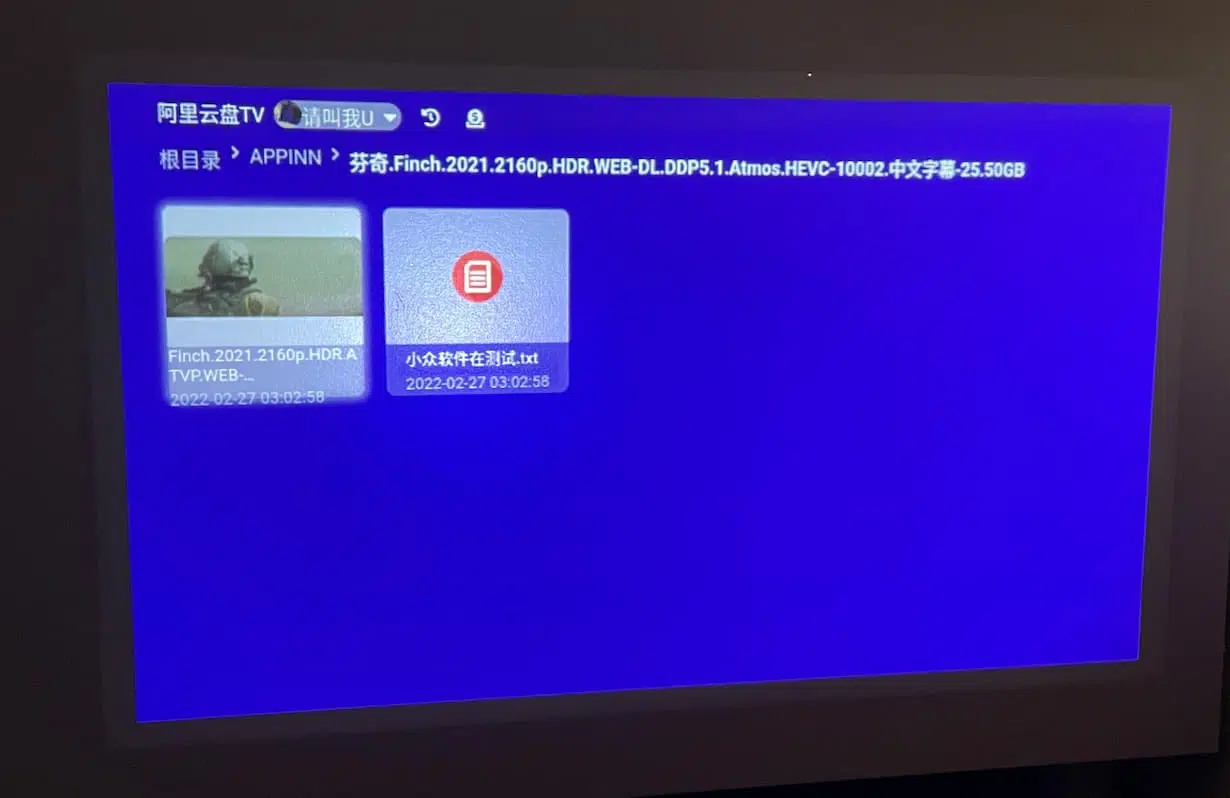 阿里云盘TV 请叫我U
根目录 > APPINN > 芬奇.Finch.2021.2160p.HDR.WEB-DL.DDP5.1.Atmos.HEVC-10002.中文字幕-25.50GB
Finch.2021.2160p.HDR.A
TVP.WEB-...
2022-02-27 03:02:58
小众软件在测试.txt
2022-02-27 03:02:58